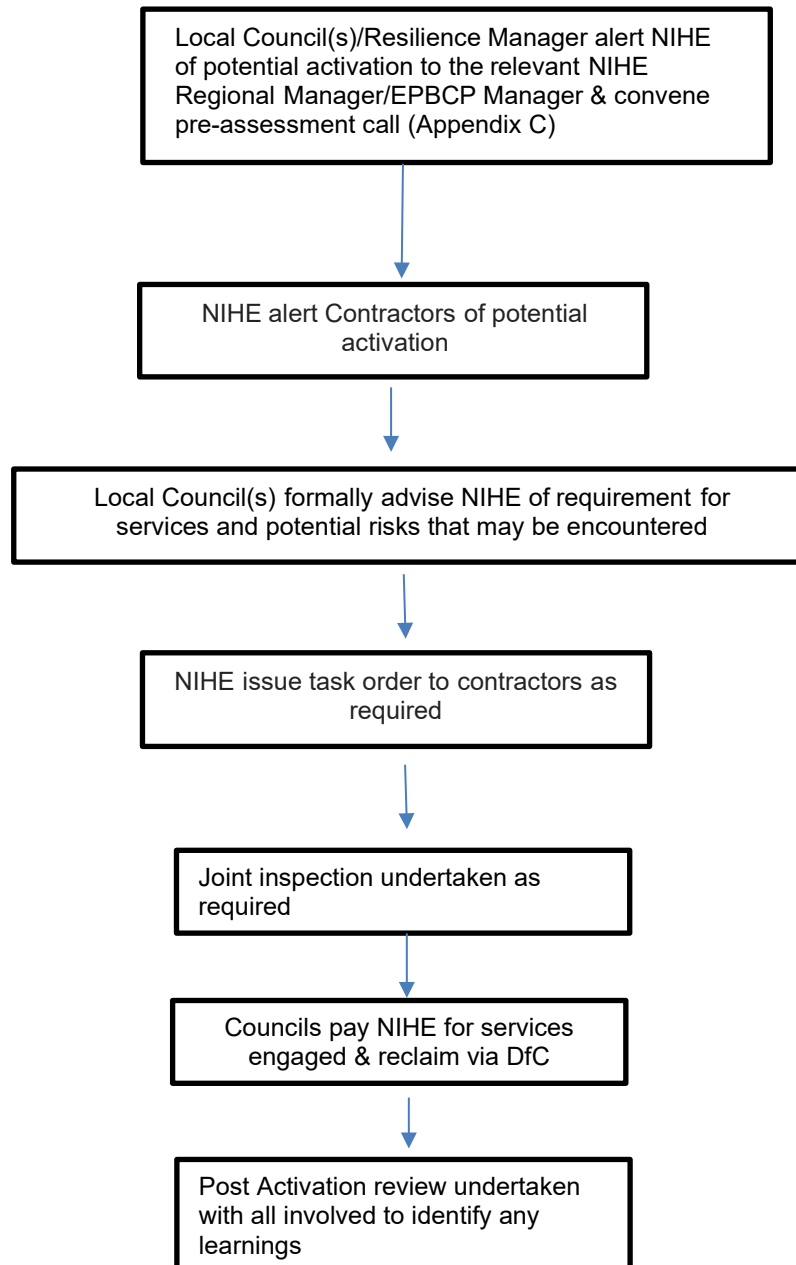 Local Council(s)/Resilience Manager alert NIHE
of potential activation to the relevant NIHE
Regional Manager/EPBCP Manager & convene
pre-assessment call (Appendix C)
NIHE alert Contractors of potential
activation
Local Council(s) formally advise NIHE of requirement for
services and potential risks that may be encountered
NIHE issue task order to contractors as
required
Joint inspection undertaken as
required
Councils pay NIHE for services
engaged & reclaim via DfC
Post Activation review undertaken
with all involved to identify any
learnings